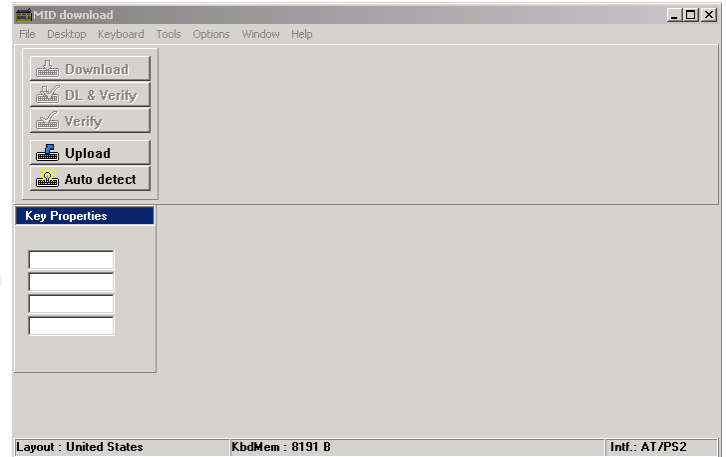 MID download
File Desktop Keyboard Tools Options Window Help
Download
DL & Verify
Verify
Upload
Auto detect
Key Properties
Layout : United States KbdMem : 8191 B Intf.: AT/PS2